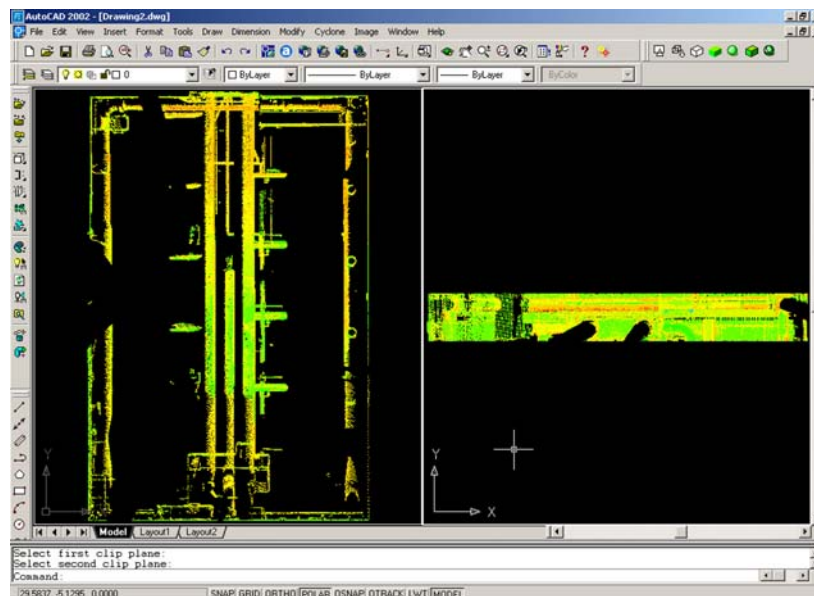 AutoCAD 2002 - [Drawing2.dwg]
File Edit View Insert Format Tools Draw Dimension Modify Cyclone Image Window Help
0 ByLayer ByLayer ByLayer ByColor
Y
Y
X
Model Layout1 Layout2
Select first clip plane:
Select second clip plane:
Command:
29.5837, -5.1295, 0.0000 SNAP GRID ORTHO POLAR OSNAP OTRACK LWT MODEL